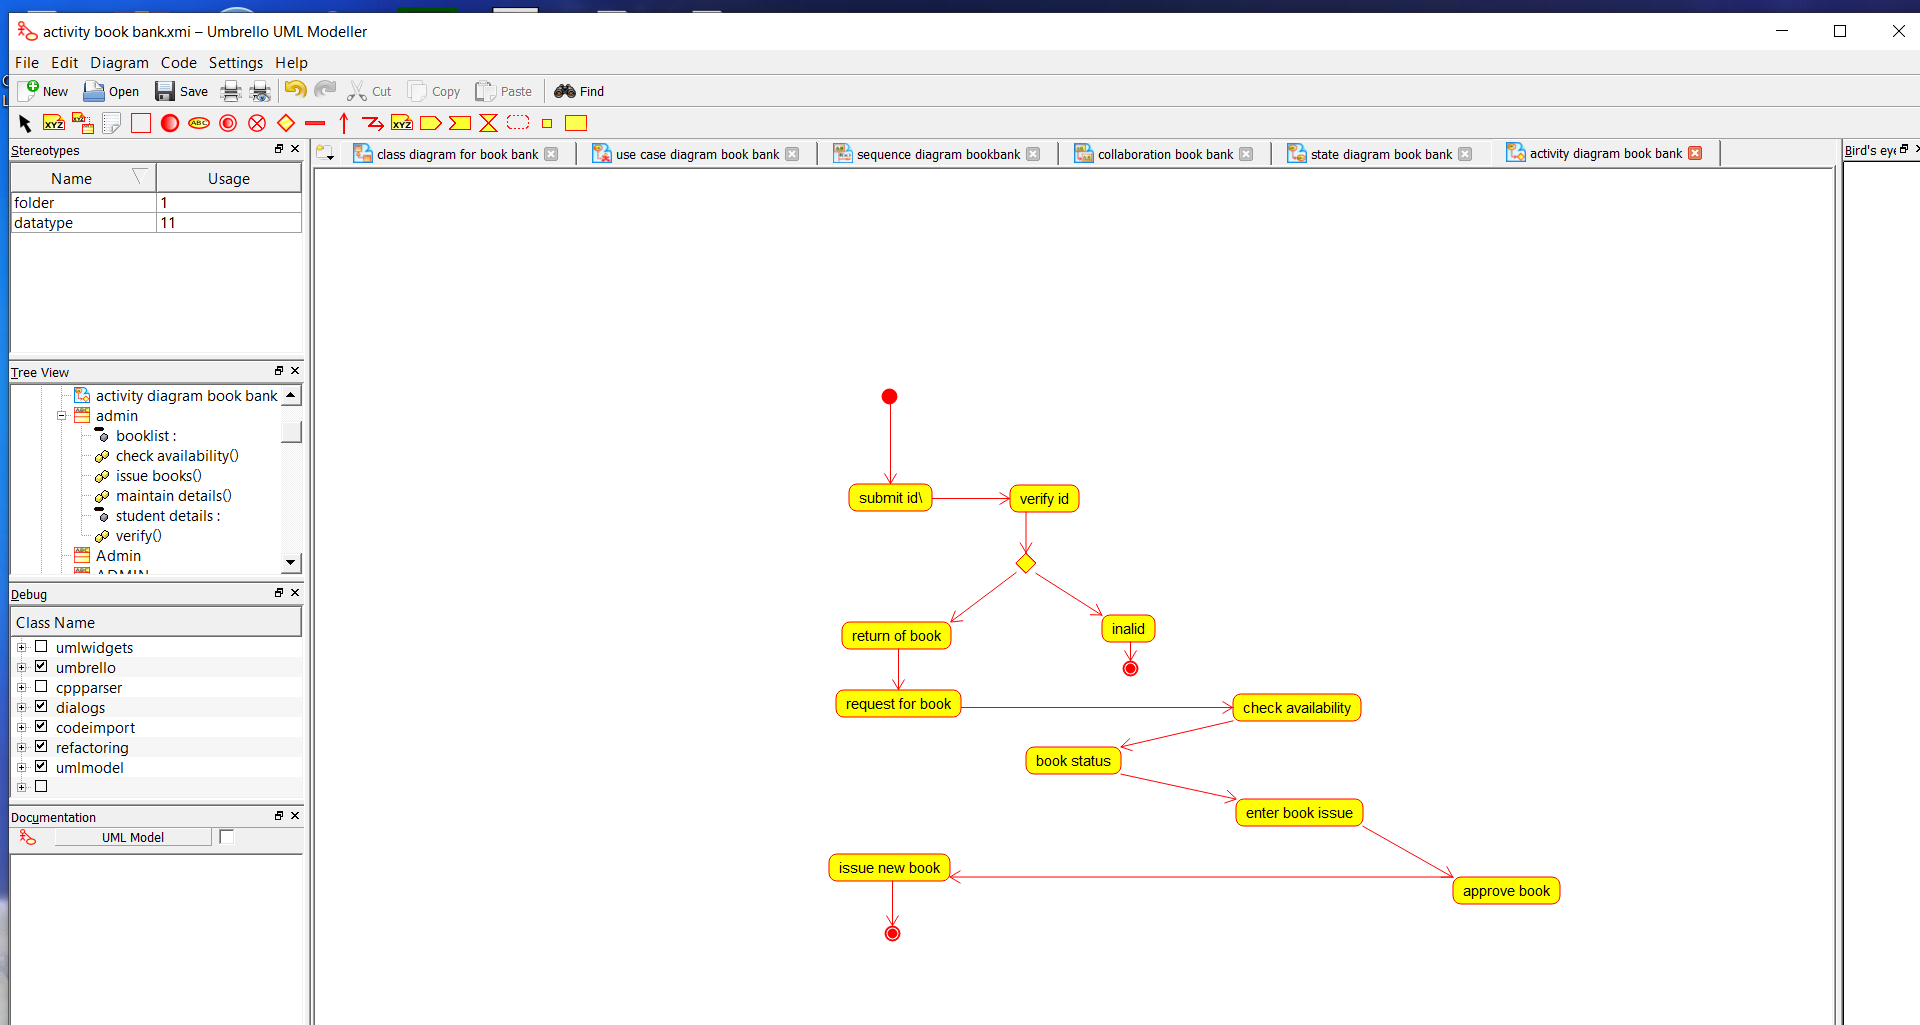 activity book bank.xmi – Umbrello UML Modeller
File Edit Diagram Code Settings Help
New Open Save Cut Copy Paste Find
XYZ XYZ ABC XYZ
Stereotypes
Name Usage
folder 1
datatype 11
Tree View
activity diagram book bank
admin
booklist :
check availability()
issue books()
maintain details()
student details :
verify()
Admin
ADMIN
Debug
Class Name
umlwidgets
umbrello
cppparser
dialogs
codeimport
refactoring
umlmodel
Documentation
UML Model
class diagram for book bank
use case diagram book bank
sequence diagram bookbank
collaboration book bank
state diagram book bank
activity diagram book bank
Bird's eye
submit id\
verify id
return of book
inalid
request for book
check availability
book status
enter book issue
issue new book
approve book